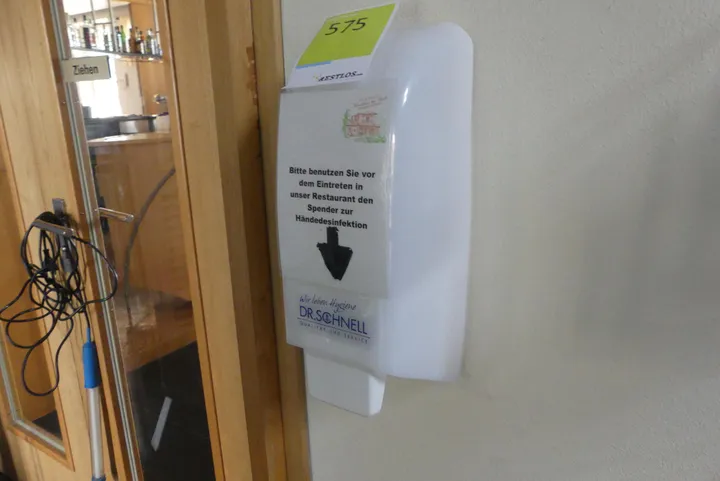 575
RESTLOS
Ziehen
Bitte benutzen Sie vor
dem Eintreten in
unser Restaurant den
Spender zur
Händedesinfektion
Wir leben Hygiene
DR.SCHNELL